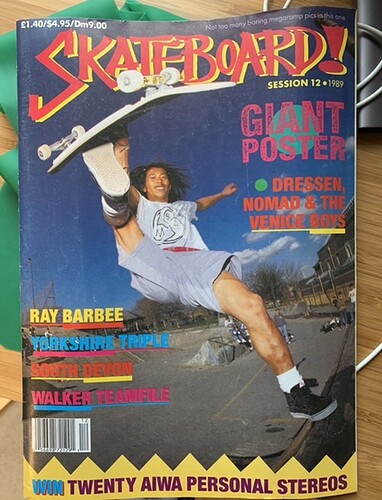 £1.40/$4.95/Dm9.00
Not too many boring megaramp pics in this one
SKATEBOARD!
SESSION 12 • 1989
GIANT
POSTER
• DRESSEN,
NOMAD & THE
VENICE BOYS
RAY BARBEE
YORKSHIRE TRIPLE
SOUTH DEVON
WALKER TEAMFILE
WIN TWENTY AIWA PERSONAL STEREOS